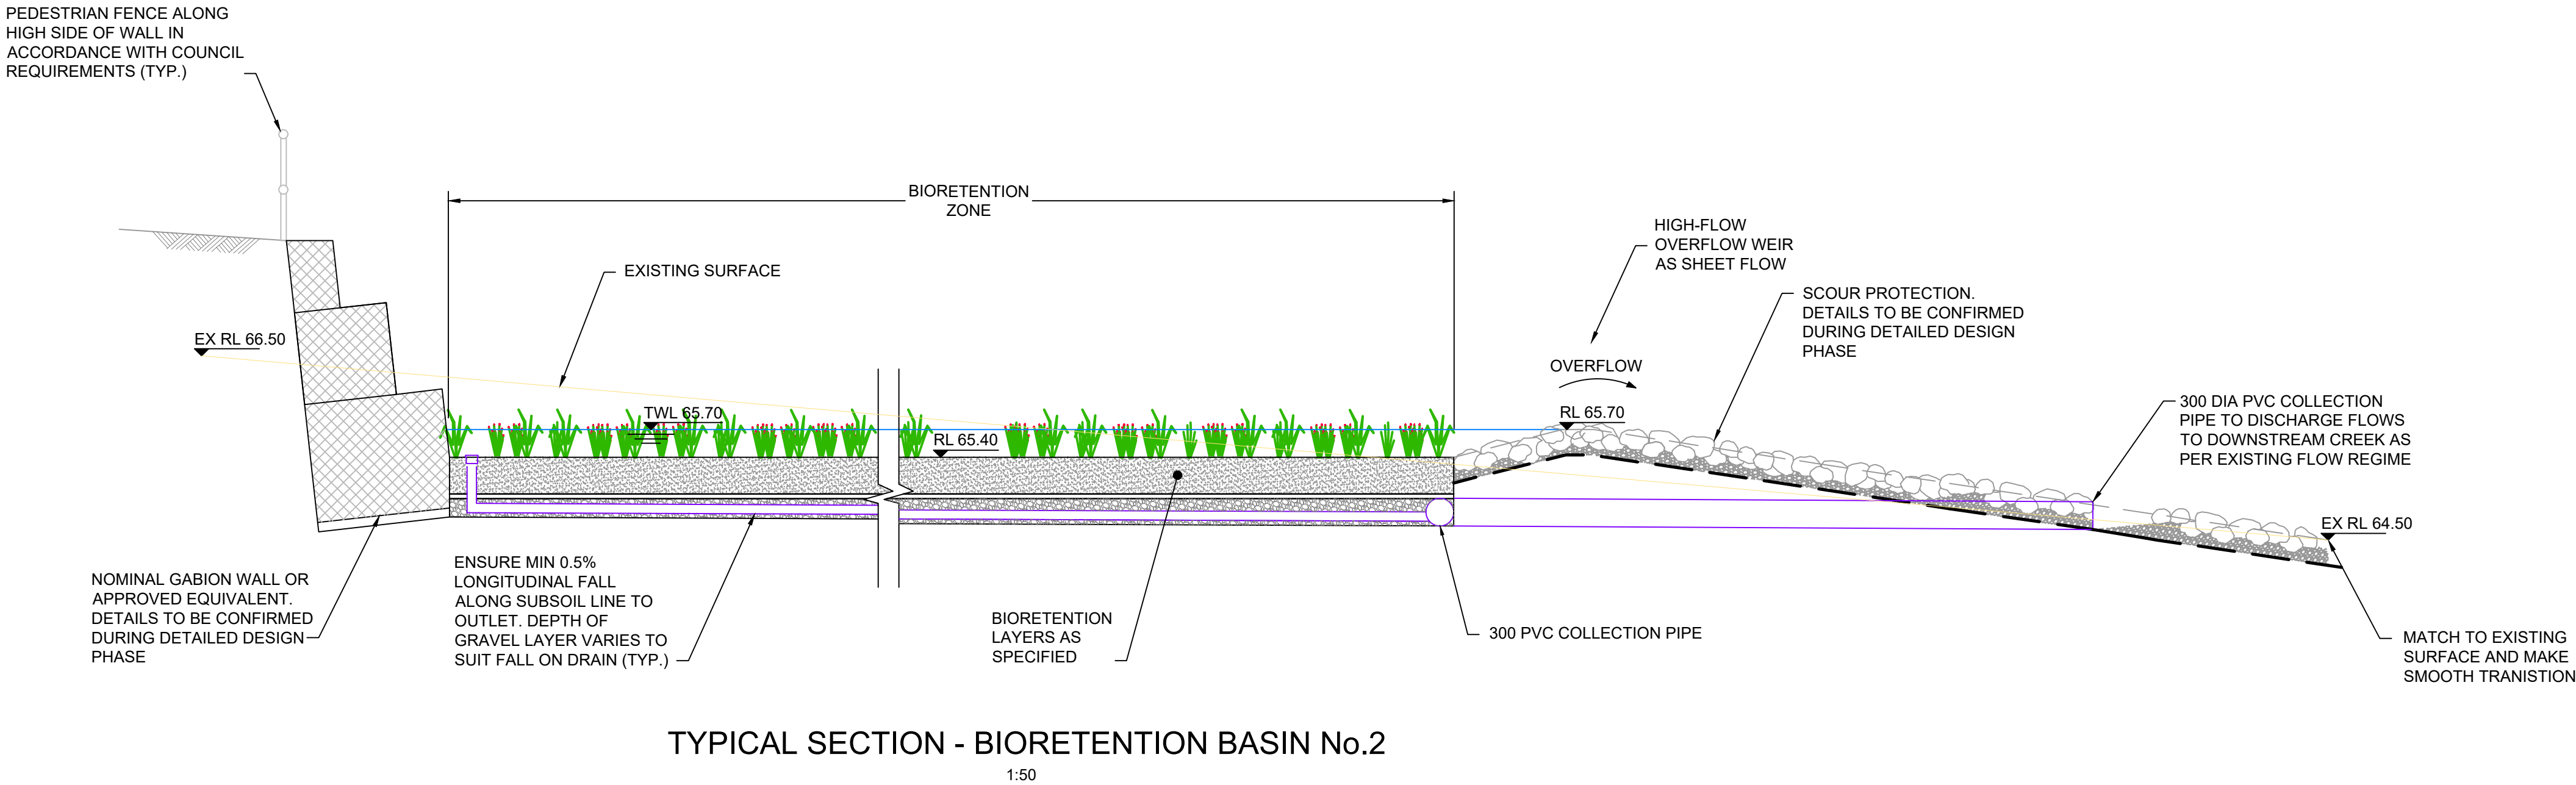 PEDESTRIAN FENCE ALONG
HIGH SIDE OF WALL IN
ACCORDANCE WITH COUNCIL
REQUIREMENTS (TYP.)
BIORETENTION
ZONE
HIGH-FLOW
OVERFLOW WEIR
AS SHEET FLOW
EXISTING SURFACE
SCOUR PROTECTION.
DETAILS TO BE CONFIRMED
DURING DETAILED DESIGN
PHASE
EX RL 66.50
OVERFLOW
TWL 65.70
RL 65.40
RL 65.70
300 DIA PVC COLLECTION
PIPE TO DISCHARGE FLOWS
TO DOWNSTREAM CREEK AS
PER EXISTING FLOW REGIME
EX RL 64.50
NOMINAL GABION WALL OR
APPROVED EQUIVALENT.
DETAILS TO BE CONFIRMED
DURING DETAILED DESIGN
PHASE
ENSURE MIN 0.5%
LONGITUDINAL FALL
ALONG SUBSOIL LINE TO
OUTLET. DEPTH OF
GRAVEL LAYER VARIES TO
SUIT FALL ON DRAIN (TYP.)
BIORETENTION
LAYERS AS
SPECIFIED
300 PVC COLLECTION PIPE
MATCH TO EXISTING
SURFACE AND MAKE
SMOOTH TRANISTION
TYPICAL SECTION - BIORETENTION BASIN No.2
1:50